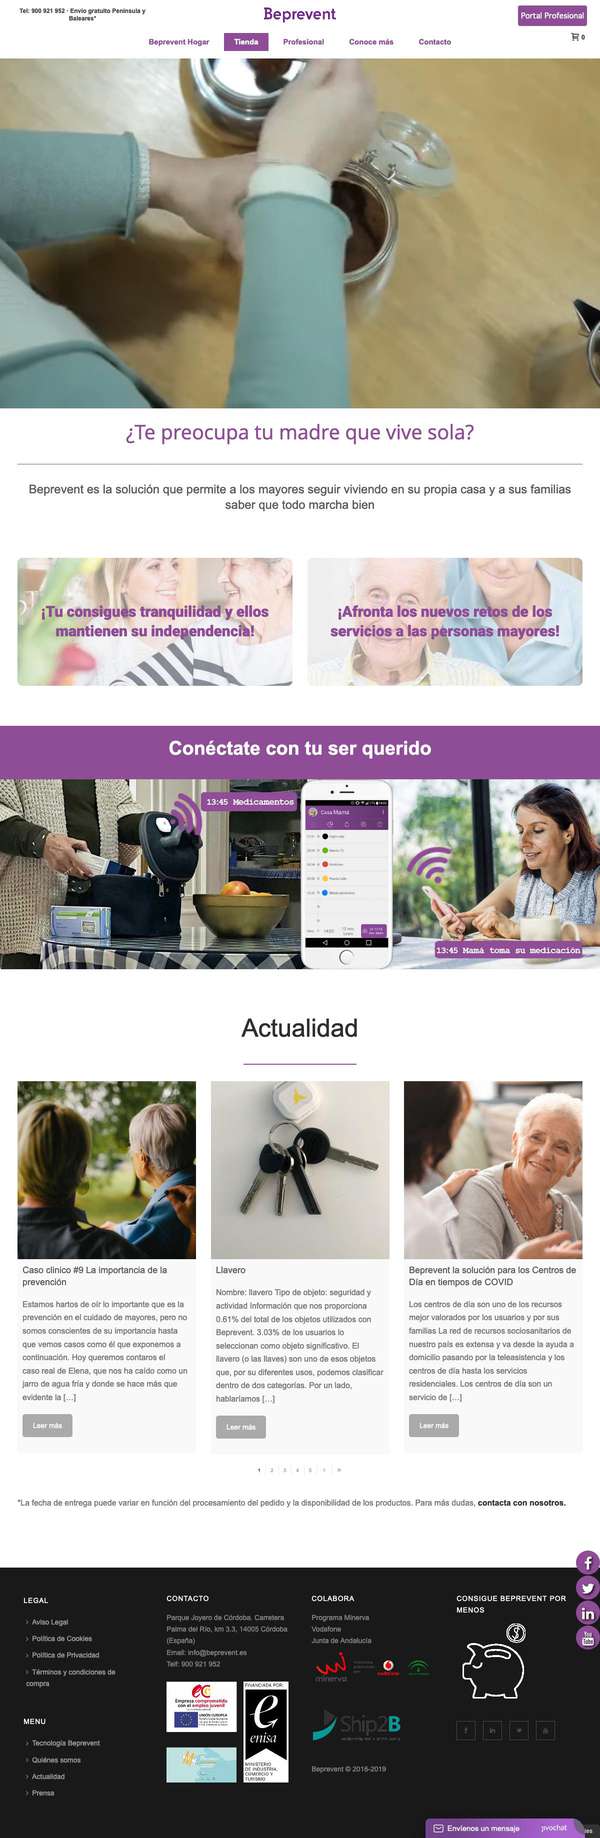 Tel: 900 921 952 · Envío gratuito Península y
Baleares*
Beprevent
Portal Profesional
Beprevent Hogar
Tienda
Profesional
Conoce más
Contacto
0
¿Te preocupa tu madre que vive sola?
Beprevent es la solución que permite a los mayores seguir viviendo en su propia casa y a sus familias
saber que todo marcha bien
¡Tu consigues tranquilidad y ellos
mantienen su independencia!
¡Afronta los nuevos retos de los
servicios a las personas mayores!
Conéctate con tu ser querido
13:45 Medicamentos
Casa Mamá
13:45 Mamá toma su medicación
Actualidad
Caso clinico #9 La importancia de la
prevención
Estamos hartos de oír lo importante que es la
prevención en el cuidado de mayores, pero no
somos conscientes de su importancia hasta
que vemos casos como él que exponemos a
continuación. Hoy queremos contaros el
caso real de Elena, que nos ha caído como un
jarro de agua fría y donde se hace más que
evidente la […]
Leer más
Llavero
Nombre: llavero Tipo de objeto: seguridad y
actividad Información que nos proporciona
0.61% del total de los objetos utilizados con
Beprevent. 3.03% de los usuarios lo
seleccionan como objeto significativo. El
llavero (o las llaves) son uno de esos objetos
que, por su diferentes usos, podemos clasificar
dentro de dos categorías. Por un lado,
hablaríamos […]
Leer más
Beprevent la solución para los Centros de
Día en tiempos de COVID
Los centros de día son uno de los recursos
mejor valorados por los usuarios y por sus
familias La red de recursos sociosanitarios de
nuestro país es extensa y va desde la ayuda a
domicilio pasando por la teleasistencia y los
centros de día hasta los servicios
residenciales. Los centros de día son un
servicio de […]
Leer más
1 2 3 4 5 › »
*La fecha de entrega puede variar en función del procesamiento del pedido y la disponibilidad de los productos. Para más dudas, contacta con nosotros.
LEGAL
Aviso Legal
Política de Cookies
Política de Privacidad
Términos y condiciones de
compra
MENU
Tecnología Beprevent
Quiénes somos
Actualidad
Prensa
CONTACTO
Parque Joyero de Córdoba. Carretera
Palma del Río, km 3.3, 14005 Córdoba
(España)
Email: info@beprevent.es
Telf: 900 921 952
Empresa comprometida
con el empleo juvenil
UNIÓN EUROPEA
FINANCIADA POR:
enisa
MINISTERIO
DE INDUSTRIA,
COMERCIO Y
TURISMO
COLABORA
Programa Minerva
Vodafone
Junta de Andalucía
minerva
Ship2B
Beprevent © 2016-2019
CONSIGUE BEPREVENT POR
MENOS
You
Tube
Envíenos un mensaje
jivochat